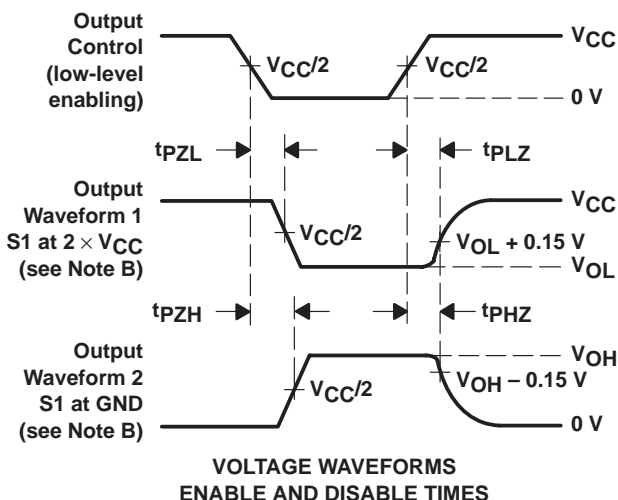 Output
Control
(low-level
enabling)
VCC/2
VCC/2
VCC
0 V
tPZL
tPLZ
Output
Waveform 1
S1 at 2 × VCC
(see Note B)
VCC/2
VCC
VOL + 0.15 V
VOL
tPZH
tPHZ
Output
Waveform 2
S1 at GND
(see Note B)
VCC/2
VOH
VOH – 0.15 V
0 V
VOLTAGE WAVEFORMS
ENABLE AND DISABLE TIMES